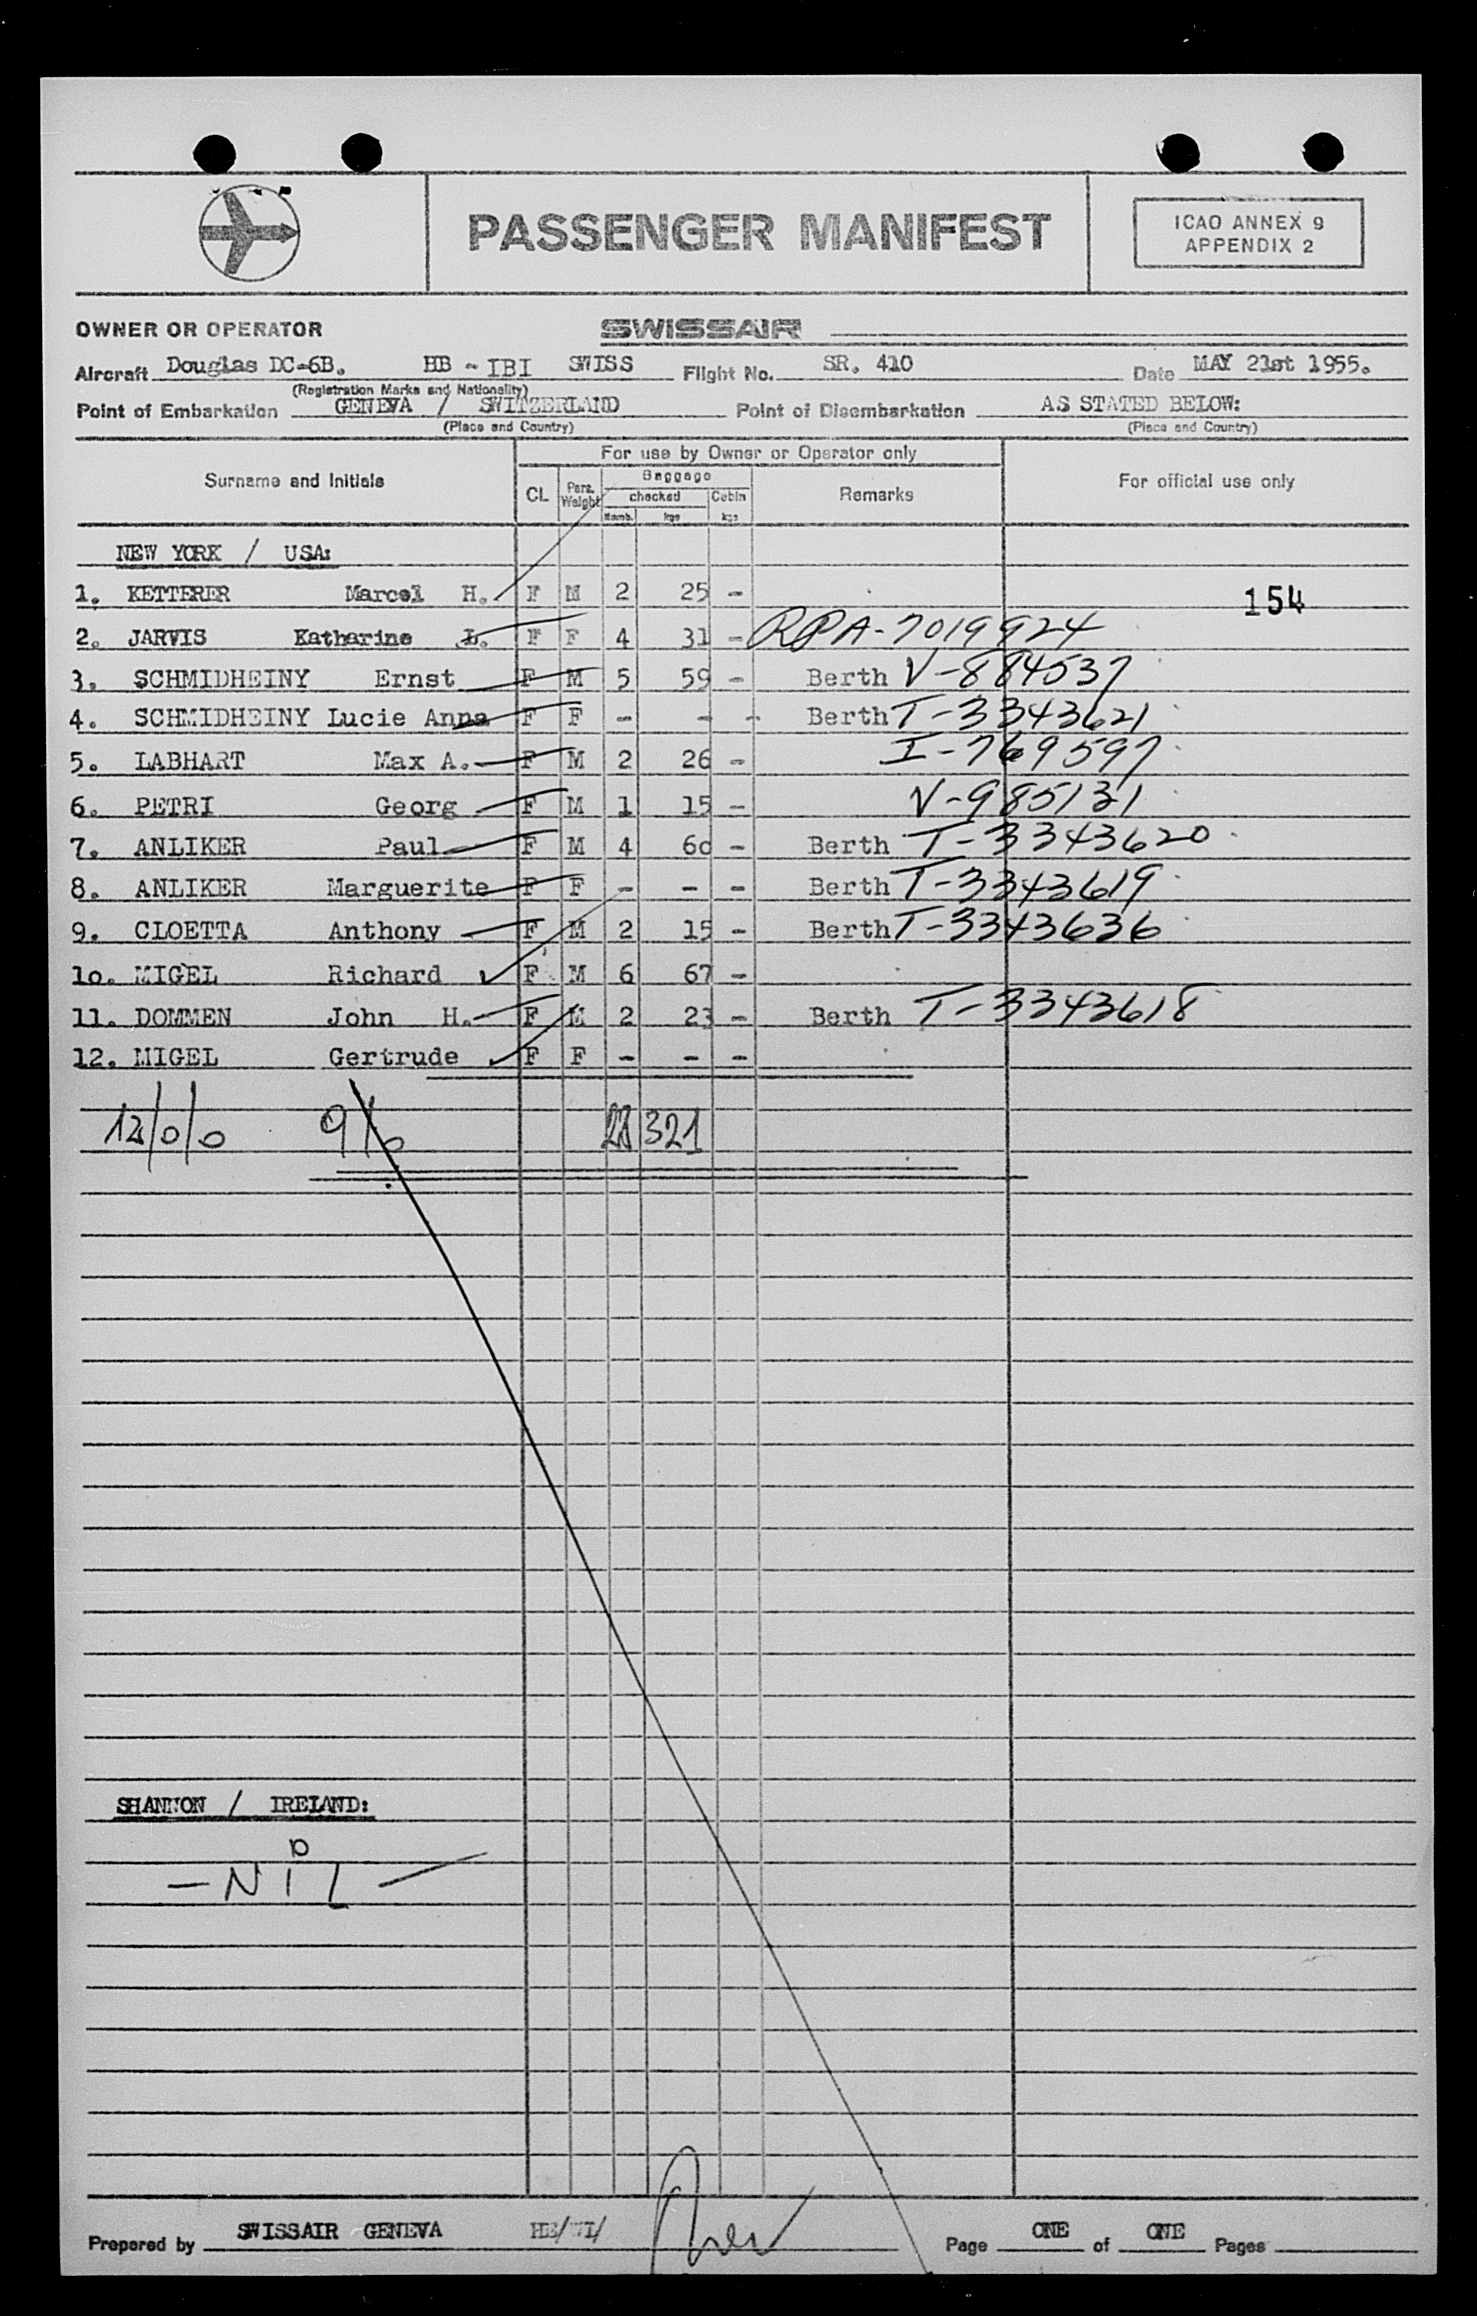 PASSENGER MANIFEST
ICAO ANNEX 9
APPENDIX 2
OWNER OR OPERATOR SWISSAIR
Aircraft Douglas DC-6B. HB - IBI SWISS Flight No. SR. 410 Date MAY 21st 1955.
(Registration Marks and Nationality)
Point of Embarkation GENEVA / SWITZERLAND Point of Disembarkation AS STATED BELOW:
(Place and Country) (Place and Country)
For use by Owner or Operator only
Surname and Initials CL Pers. Weight Baggage Remarks For official use only
checked Cabin
Numb. kgs kgs
NEW YORK / USA:
1. KETTERER Marcel H. F M 2 25 - 154
2. JARVIS Katharine L. F F 4 31 - RPA-7019924
3. SCHMIDHEINY Ernst F M 5 59 - Berth V-884537
4. SCHMIDHEINY Lucie Anna F F - - - Berth T-3343621
5. LABHART Max A. F M 2 26 - I-769597
6. PETRI Georg F M 1 15 - V-985131
7. ANLIKER Paul F M 4 60 - Berth T-3343620
8. ANLIKER Marguerite F F - - - Berth T-3343619
9. CLOETTA Anthony F M 2 15 - Berth T-3343636
10. MIGEL Richard F M 6 67 -
11. DOMMEN John H. F M 2 23 - Berth T-3343618
12. MIGEL Gertrude F F - - -
12/0/0 9/0 28 321
SHANNON / IRELAND:
- NIL -
Prepared by SWISSAIR GENEVA HE/WI/ Page ONE of ONE Pages